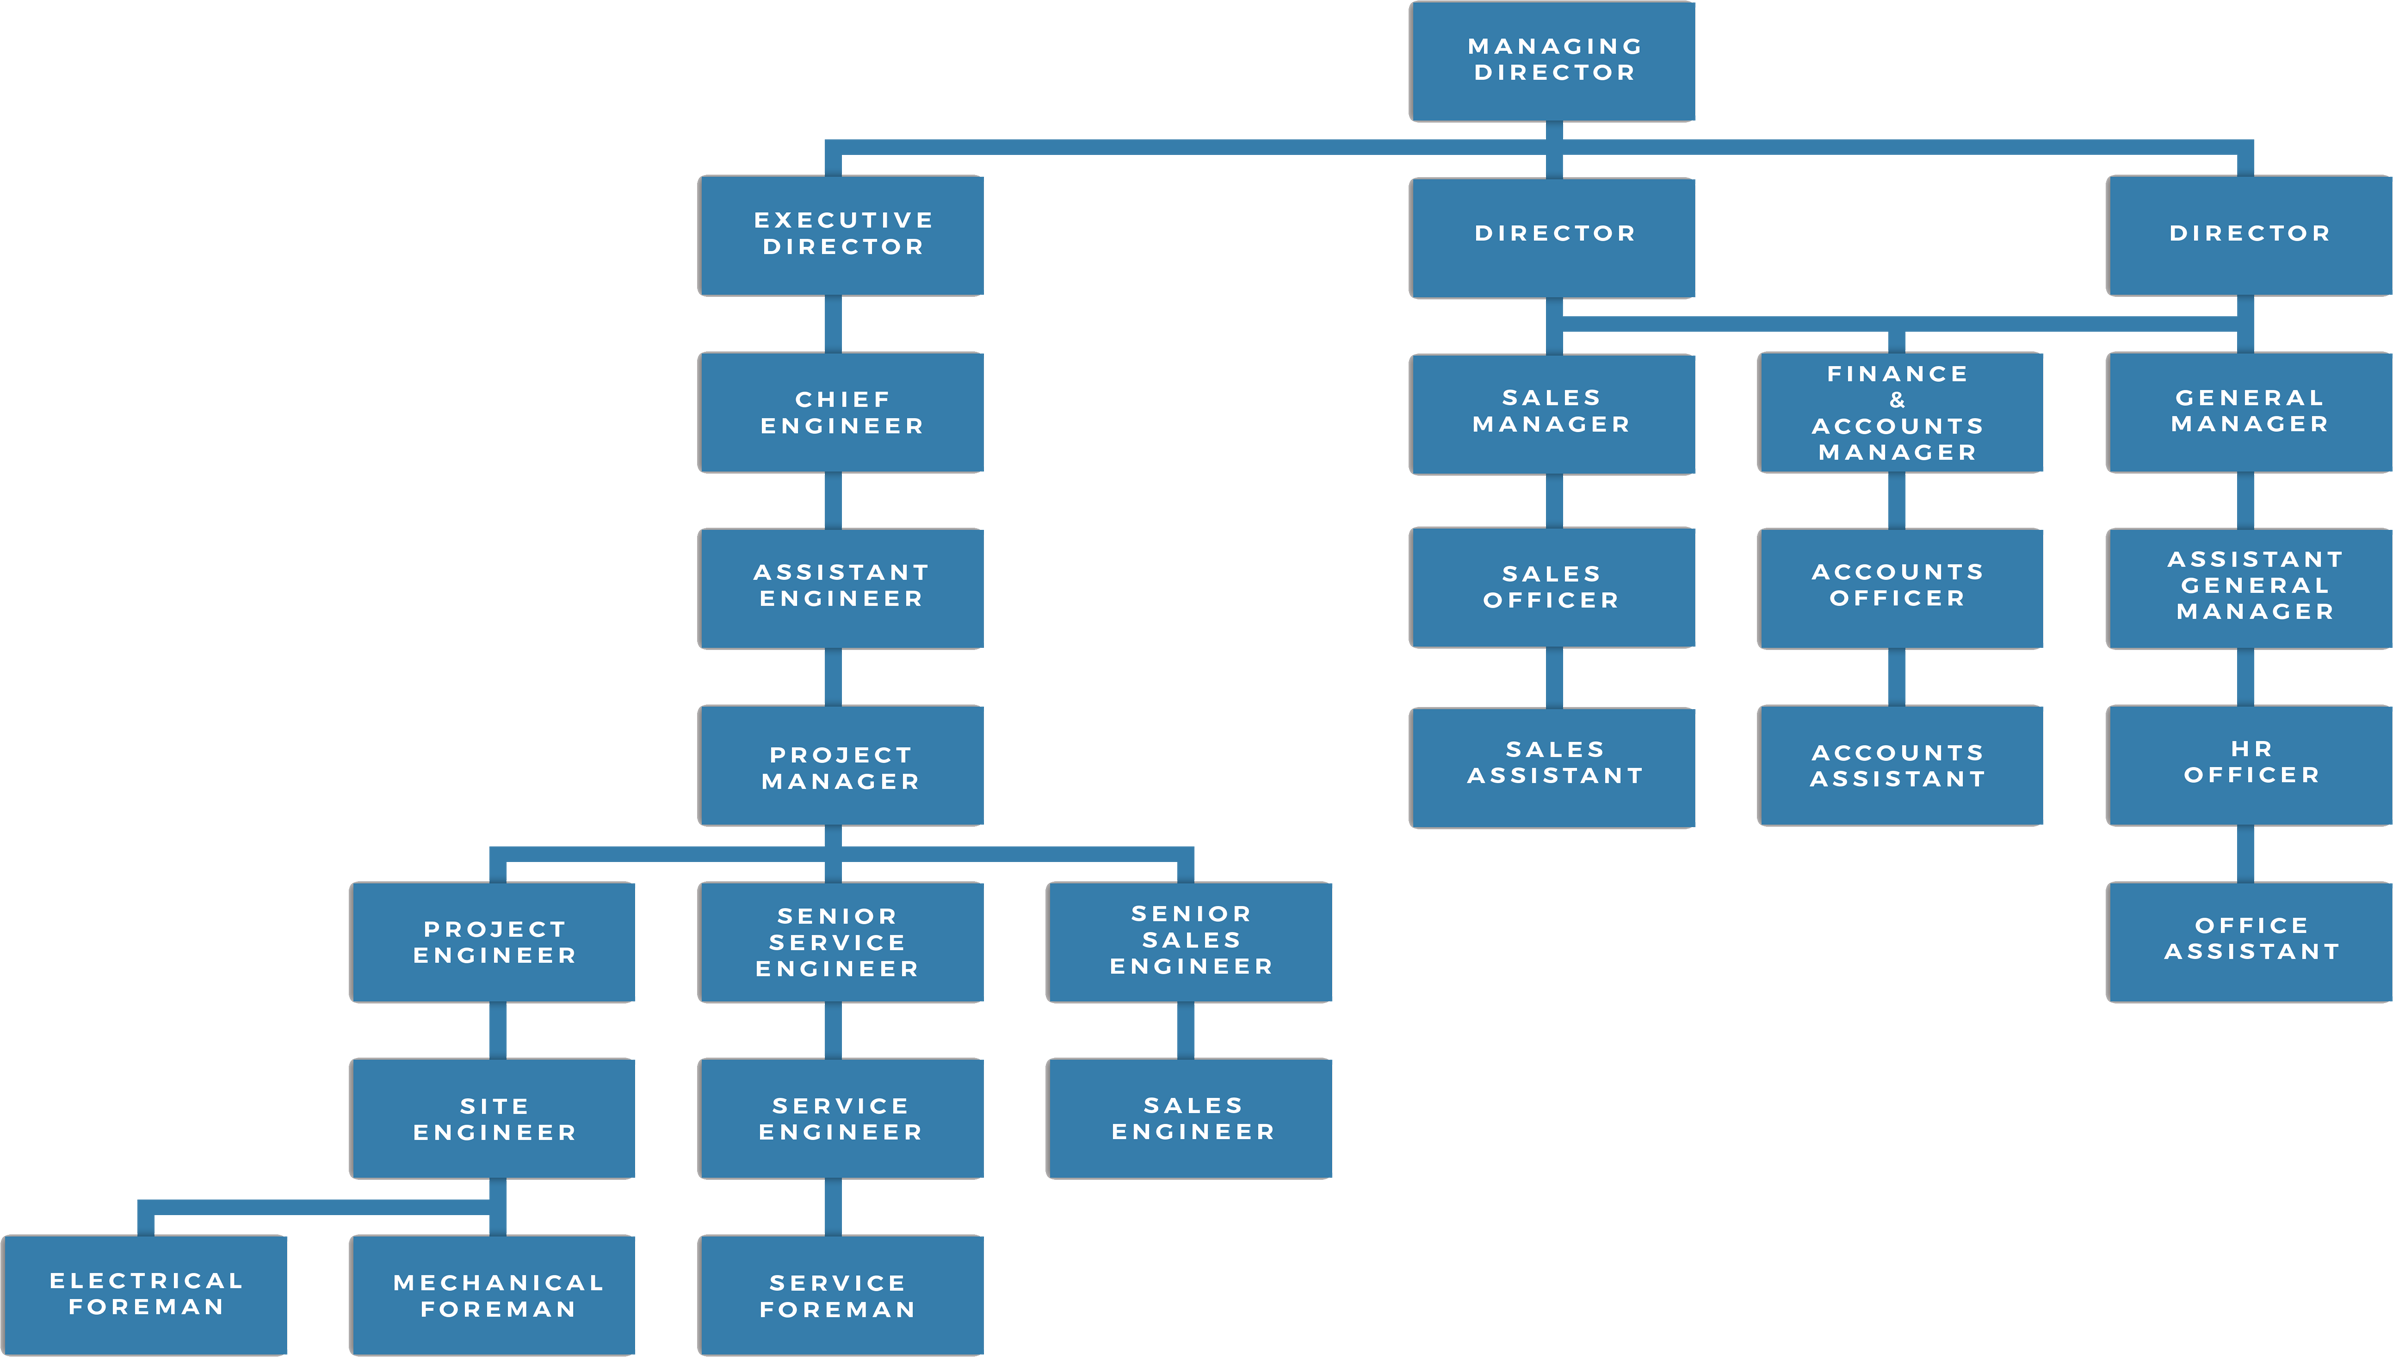 MANAGING
DIRECTOR
EXECUTIVE
DIRECTOR
DIRECTOR
DIRECTOR
CHIEF
ENGINEER
SALES
MANAGER
FINANCE
&
ACCOUNTS
MANAGER
GENERAL
MANAGER
ASSISTANT
ENGINEER
SALES
OFFICER
ACCOUNTS
OFFICER
ASSISTANT
GENERAL
MANAGER
PROJECT
MANAGER
SALES
ASSISTANT
ACCOUNTS
ASSISTANT
HR
OFFICER
PROJECT
ENGINEER
SENIOR
SERVICE
ENGINEER
SENIOR
SALES
ENGINEER
OFFICE
ASSISTANT
SITE
ENGINEER
SERVICE
ENGINEER
SALES
ENGINEER
ELECTRICAL
FOREMAN
MECHANICAL
FOREMAN
SERVICE
FOREMAN